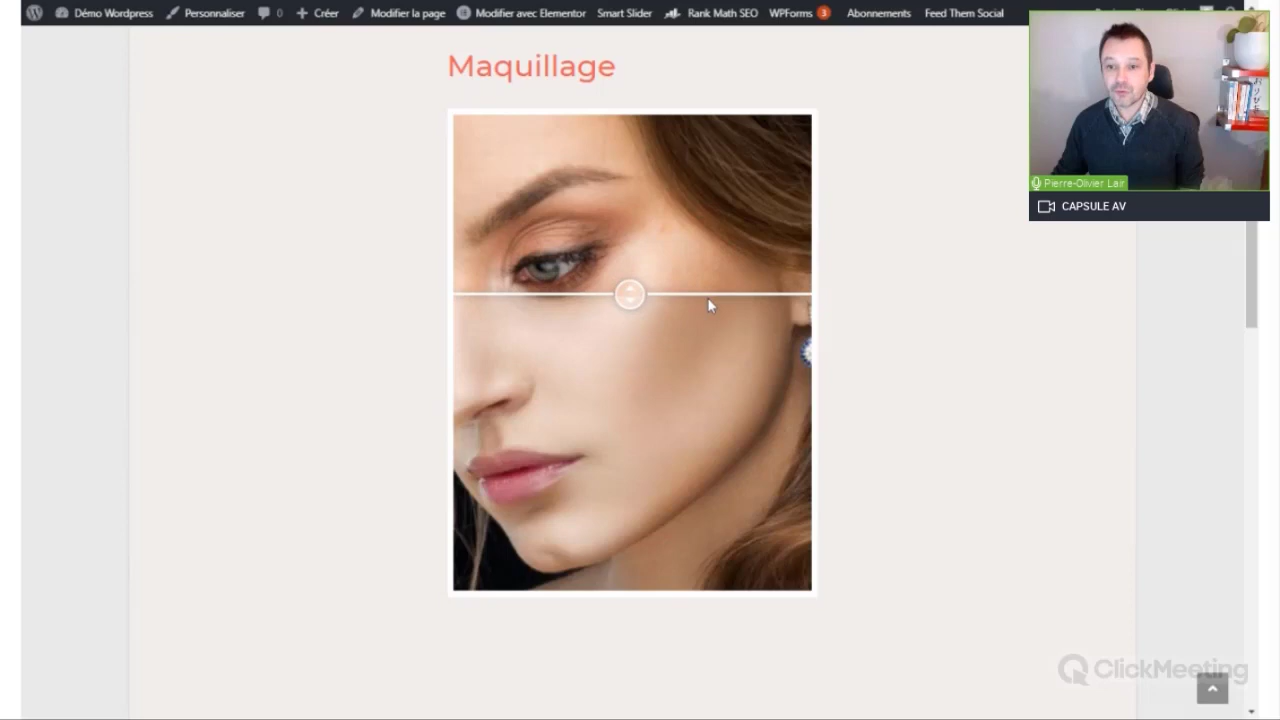 Démo Wordpress Personnaliser 0 Créer Modifier la page Modifier avec Elementor Smart Slider Rank Math SEO WPForms 3 Abonnements Feed Them Social
Maquillage
Pierre-Olivier Lair
CAPSULE AV
ClickMeeting